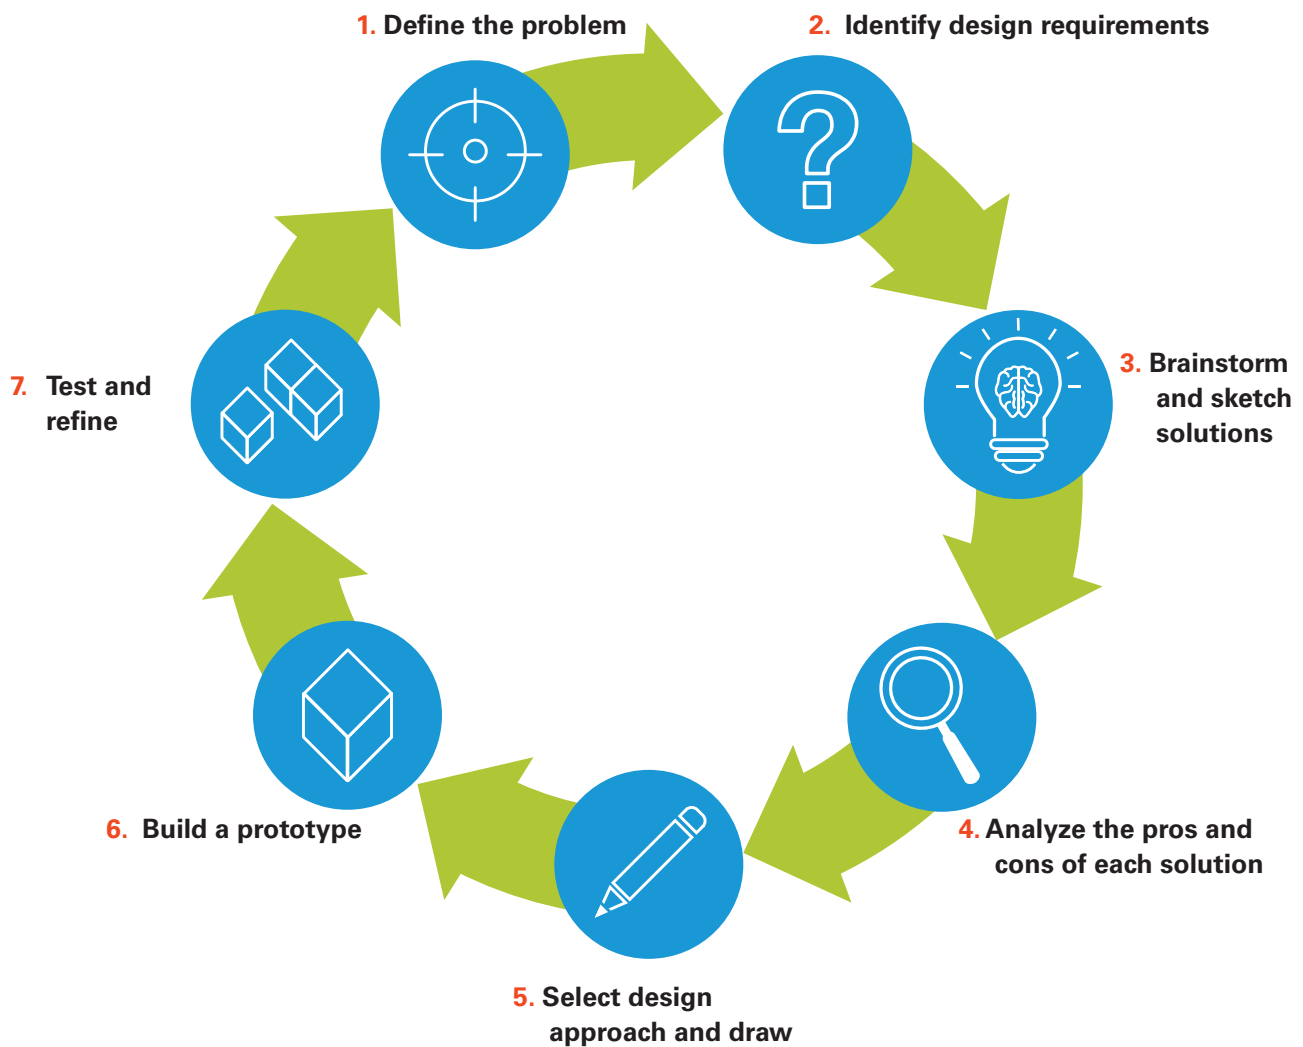 1. Define the problem
2. Identify design requirements
3. Brainstorm
and sketch
solutions
4. Analyze the pros and
cons of each solution
5. Select design
approach and draw
6. Build a prototype
7. Test and
refine